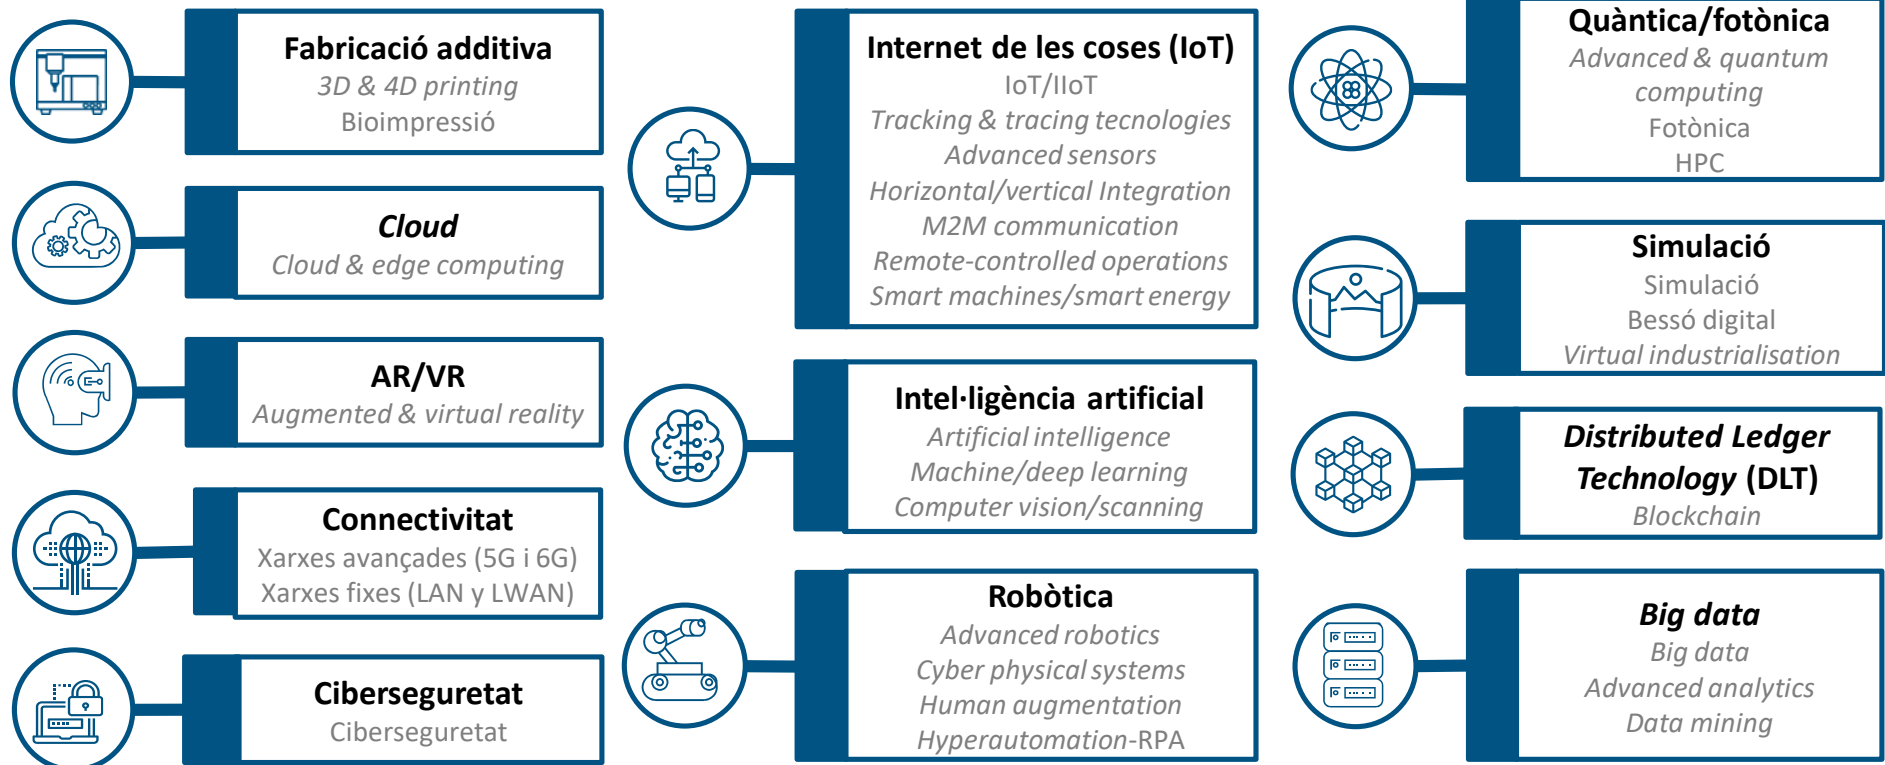 Fabricació additiva
3D & 4D printing
Bioimpressió
Cloud
Cloud & edge computing
AR/VR
Augmented & virtual reality
Connectivitat
Xarxes avançades (5G i 6G)
Xarxes fixes (LAN y LWAN)
Ciberseguretat
Ciberseguretat
Internet de les coses (IoT)
IoT/IIoT
Tracking & tracing tecnologies
Advanced sensors
Horizontal/vertical Integration
M2M communication
Remote-controlled operations
Smart machines/smart energy
Intel·ligència artificial
Artificial intelligence
Machine/deep learning
Computer vision/scanning
Robòtica
Advanced robotics
Cyber physical systems
Human augmentation
Hyperautomation-RPA
Quàntica/fotònica
Advanced & quantum
computing
Fotònica
HPC
Simulació
Simulació
Bessó digital
Virtual industrialisation
Distributed Ledger
Technology (DLT)
Blockchain
Big data
Big data
Advanced analytics
Data mining